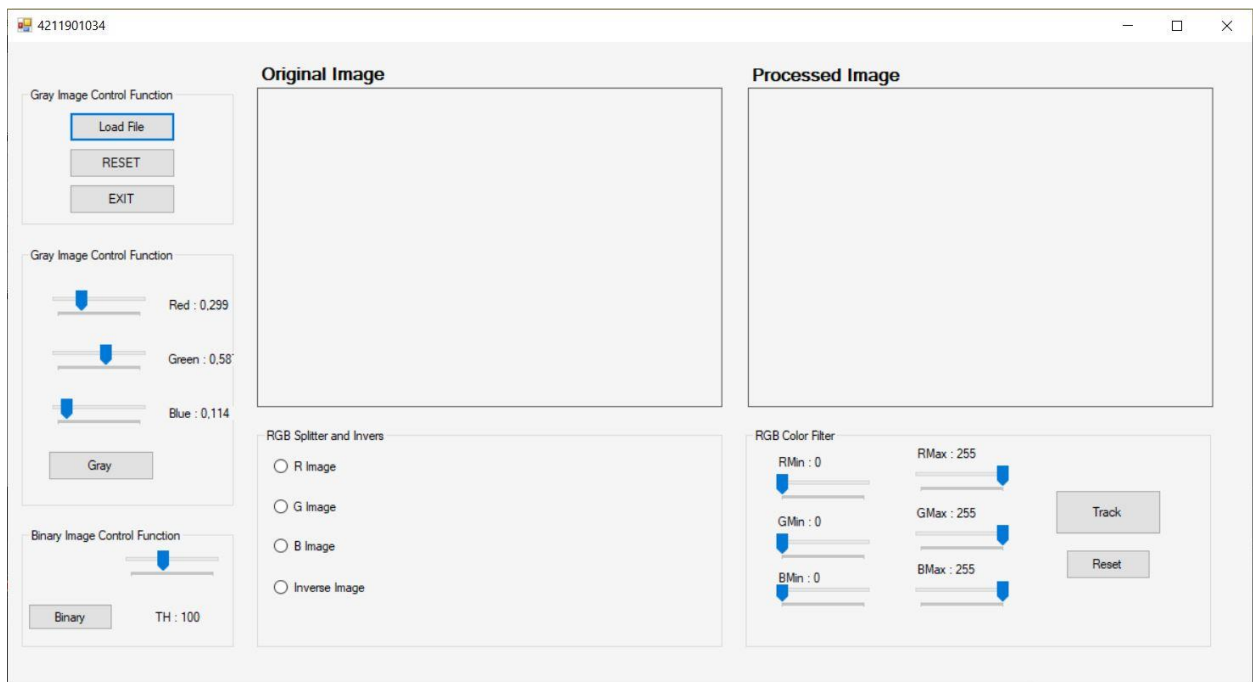 4211901034
Original Image
Processed Image
Gray Image Control Function
Load File
RESET
EXIT
Gray Image Control Function
Red : 0,299
Green : 0,58
Blue : 0,114
Gray
Binary Image Control Function
Binary
TH : 100
RGB Splitter and Invers
R Image
G Image
B Image
Inverse Image
RGB Color Filter
RMin : 0
RMax : 255
GMin : 0
GMax : 255
BMin : 0
BMax : 255
Track
Reset